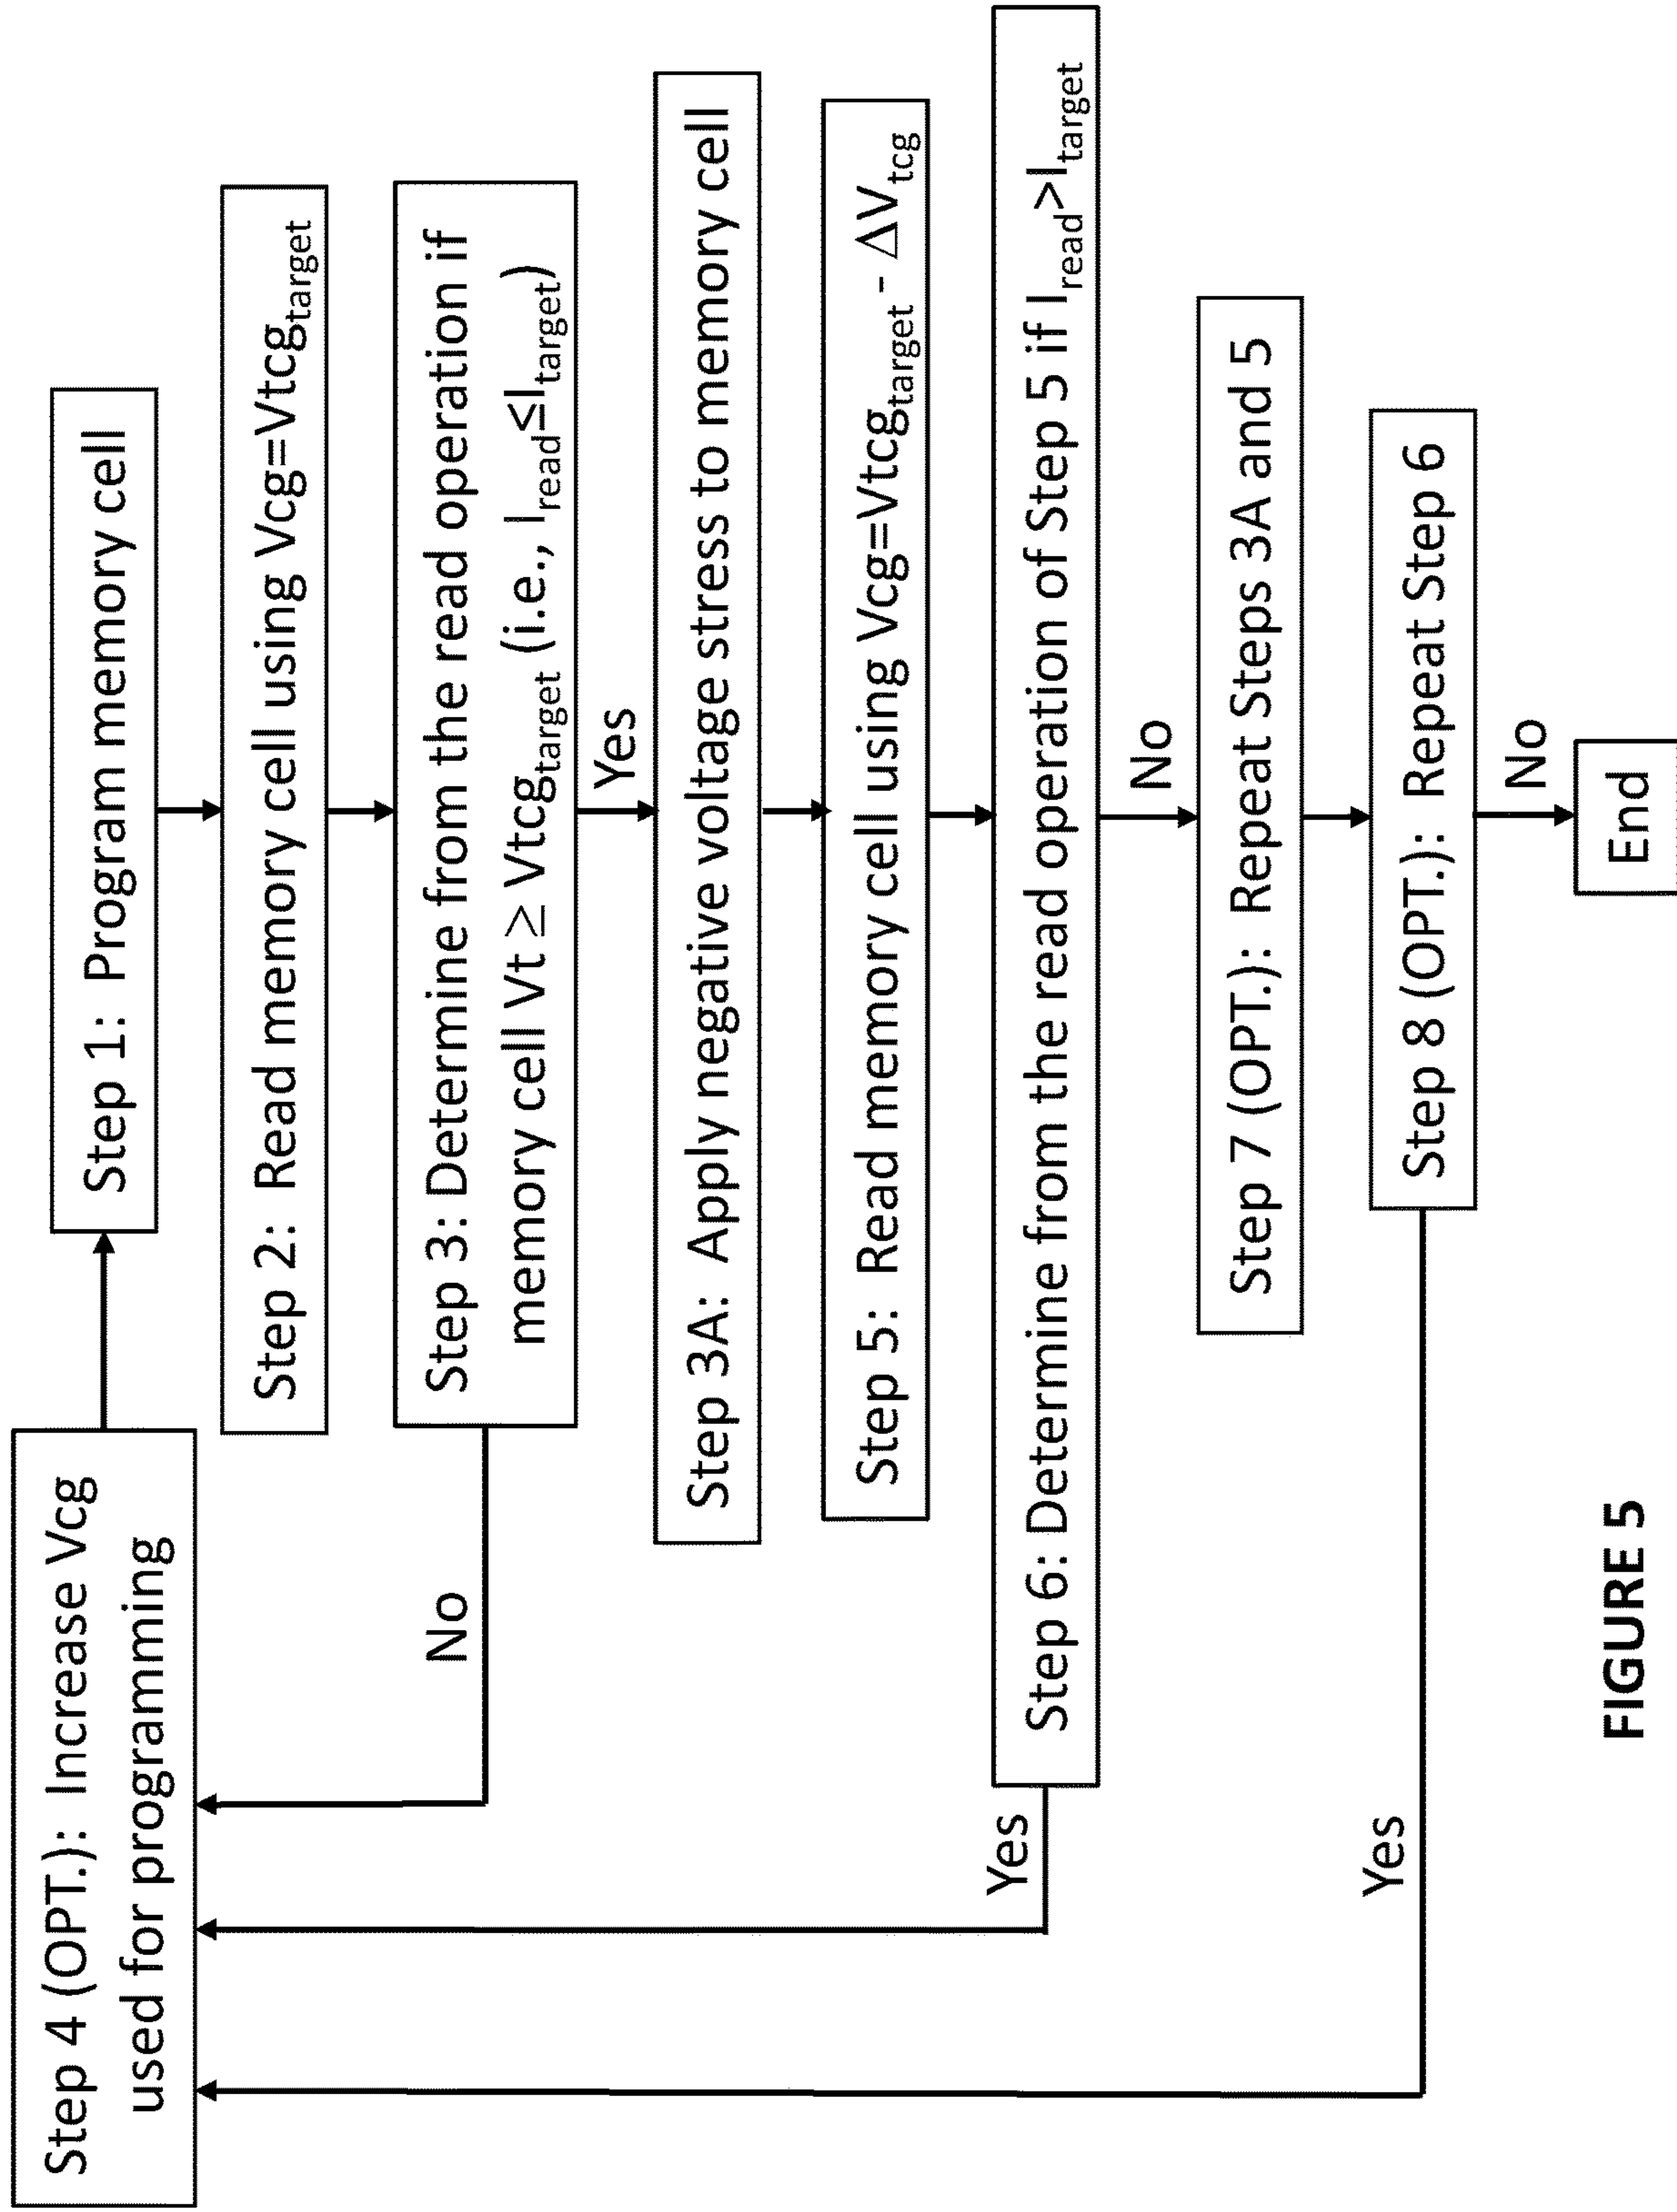 Step 4 (OPT.): Increase Vcg
used for programming
Step 1: Program memory cell
Step 2: Read memory cell using Vcg=Vtcgtarget
Step 3: Determine from the read operation if
memory cell Vt ≥ Vtcgtarget (i.e., Iread≤Itarget)
No
Yes
Step 3A: Apply negative voltage stress to memory cell
Step 5: Read memory cell using Vcg=Vtcgtarget- ΔVtcg
Step 6: Determine from the read operation of Step 5 if Iread>Itarget
Yes
No
Step 7 (OPT.): Repeat Steps 3A and 5
Step 8 (OPT.): Repeat Step 6
Yes
No
End
FIGURE 5